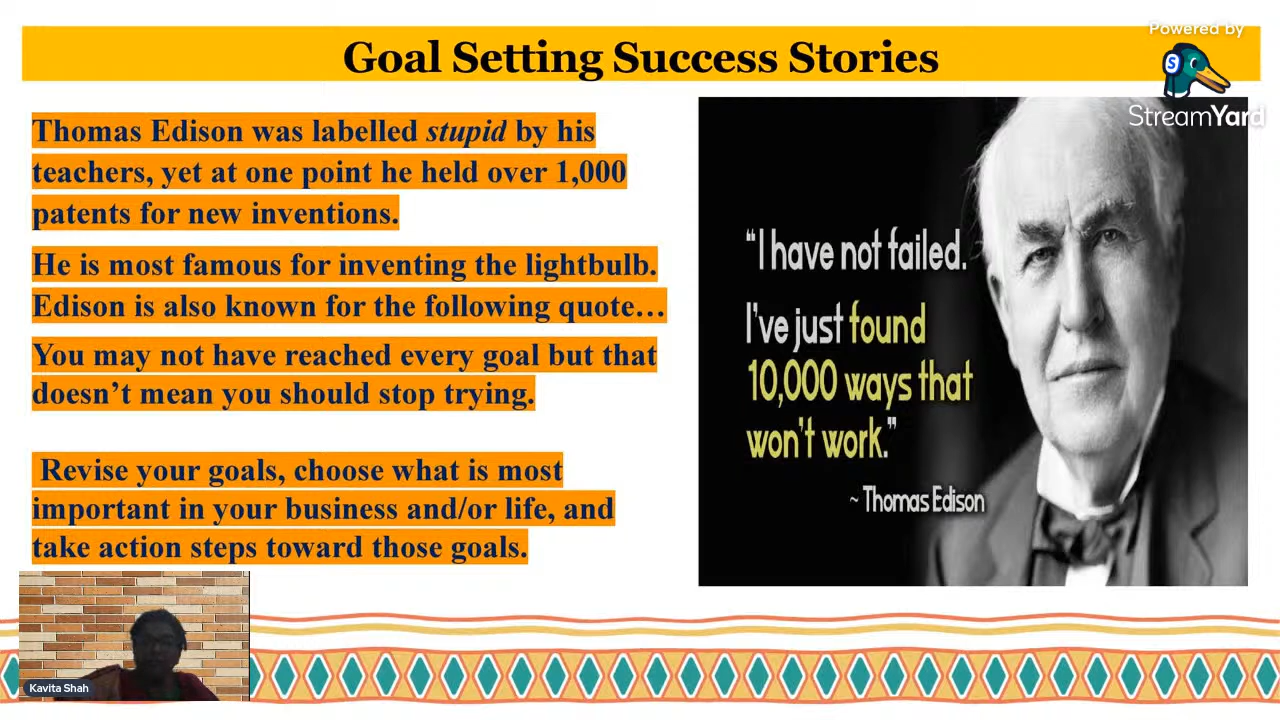 Goal Setting Success Stories
Powered by
S
StreamYard
Thomas Edison was labelled stupid by his
teachers, yet at one point he held over 1,000
patents for new inventions.
He is most famous for inventing the lightbulb.
Edison is also known for the following quote…
You may not have reached every goal but that
doesn’t mean you should stop trying.
Revise your goals, choose what is most
important in your business and/or life, and
take action steps toward those goals.
“I have not failed.
I’ve just found
10,000 ways that
won’t work.”
~ Thomas Edison
Kavita Shah